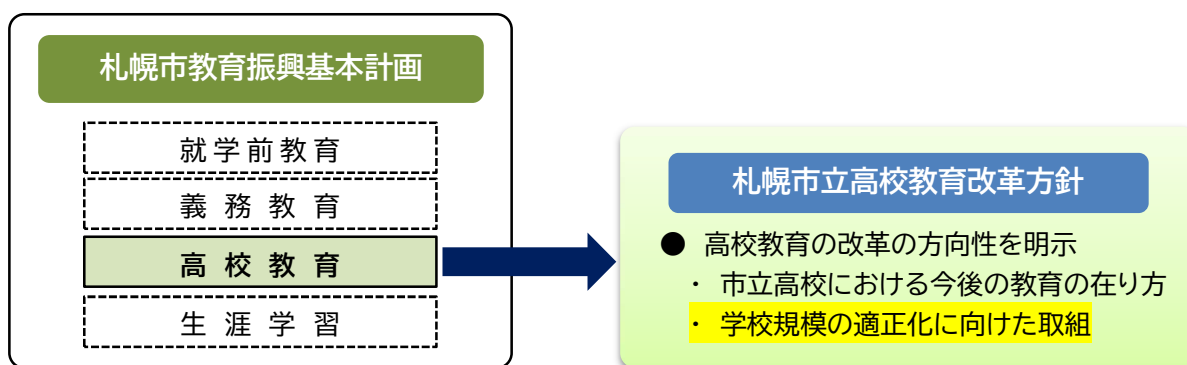 札幌市教育振興基本計画
就学前教育
義務教育
高校教育
生涯学習
札幌市立高校教育改革方針
● 高校教育の改革の方向性を明示
・ 市立高校における今後の教育の在り方
・ 学校規模の適正化に向けた取組